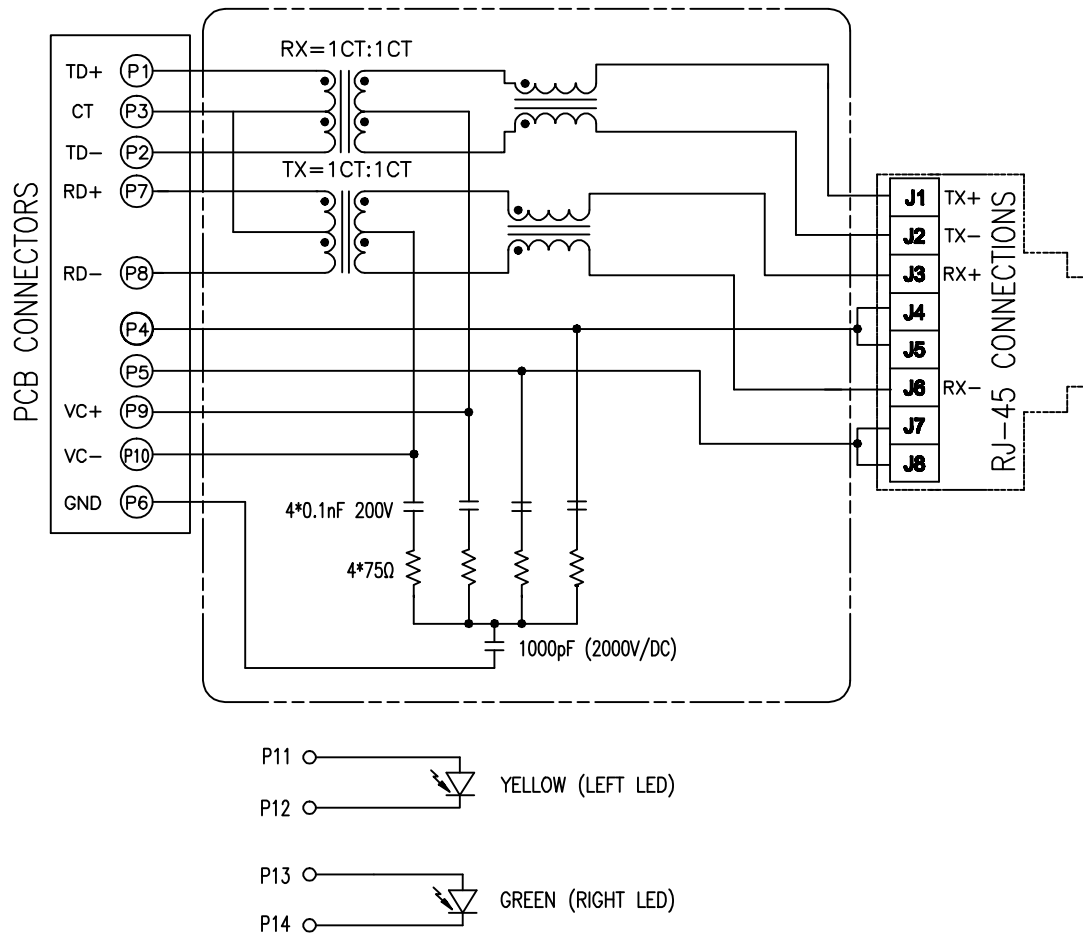 PCB CONNECTORS
TD+ P1
CT P3
TD- P2
RD+ P7
RD- P8
P4
P5
VC+ P9
VC- P10
GND P6
RX=1CT:1CT
TX=1CT:1CT
4*0.1nF 200V
4*75Ω
1000pF (2000V/DC)
J1 TX+
J2 TX-
J3 RX+
J4
J5
J6 RX-
J7
J8
RJ-45 CONNECTIONS
P11
P12
YELLOW (LEFT LED)
P13
P14
GREEN (RIGHT LED)